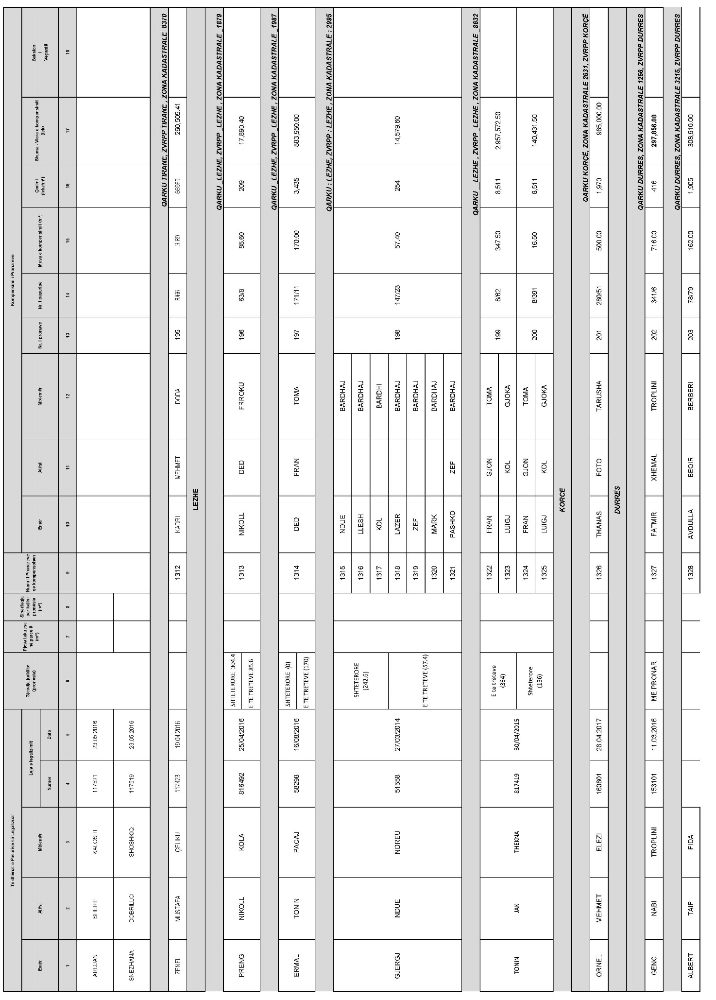 Të dhënat e Pasurisë së Legalizuar
Kompensimi i Pronarëve
Emër
Atësi
Mbiemër
Leja e legalizimit
Numer
Date
Gjendja juridike (pronesia)
Pjesa takuese në parcelë (m²)
Sipërfaqja për kalim pronësie (m²)
Numri i Pronareve qe kompensohen
Emër
Atësi
Mbiemër
Nr. i pronave
Nr. i pasurisë
Masa e kompensimit (m²)
Çmimi (leke/m²)
Shuma - Vlera e kompensimit (lek)
Seksioni i Veçantë
1 2 3 4 5 6 7 8 9 10 11 12 13 14 15 16 17 18
ARDJAN SHERIF KALOSHI 117521 23.05.2016
SNEZHANA DOBRILLO SHOSHKIQ 117519 23.05.2016
QARKU TIRANE, ZVRPP TIRANE , ZONA KADASTRALE 8370
ZENEL MUSTAFA ÇELIKU 117423 19.04.2016 1312 KADRI MEHMET DODA 195 8/66 3.89 66969 260,509.41
LEZHE
QARKU _LEZHE, ZVRPP_LEZHE , ZONA KADASTRALE _1879
PRENG NIKOLL KOLA 816492 25/04/2016 SHTETERORE 304.4 1313 NIKOLL DED FRROKU 196 63/8 85.60 209 17,890.40
E TE TRETEVE 85.6
QARKU _LEZHE, ZVRPP_LEZHE , ZONA KADASTRALE _1987
ERMAL TONIN PACAJ 58298 16/08/2016 SHTETERORE (0) 1314 DED FRAN TOMA 197 171/11 170.00 3,435 583,950.00
E TE TRETEVE (170)
QARKU : LEZHE, ZVRPP : LEZHE, ZONA KADASTRALE : 2995
GJERGJ NDUE NDREU 51558 27/03/2014 SHTETERORE (242.6) E TE TRETEVE (57.4) 198 147/23 57.40 254 14,579.60
1315 NDUE BARDHAJ
1316 LLESH BARDHAJ
1317 KOL BARDHI
1318 LAZER BARDHAJ
1319 ZEF BARDHAJ
1320 MARK BARDHAJ
1321 PASHKO ZEF BARDHAJ
QARKU __LEZHE , ZVRPP_LEZHE , ZONA KADASTRALE _8632
TONIN JAK THEKNA 817419 30/04/2015 E te treteve (364) Shteterore (136)
1322 FRAN GJON TOMA 199 8/62 347.50 8,511 2,957,572.50
1323 LUIGJ KOL GJOKA
1324 FRAN GJON TOMA 200 8/391 16.50 8,511 140,431.50
1325 LUIGJ KOL GJOKA
KORCE
QARKU KORÇË, ZONA KADASTRALE 2631, ZVRPP KORÇË
ORNEL MEHMET ELEZI 160801 28.04.2017 1326 THANAS FOTO TARUSHA 201 280/51 500.00 1,970 985,000.00
DURRES
QARKU DURRES, ZONA KADASTRALE 1256, ZVRPP DURRES
GENC NABI TROPLINI 153101 11.03.2016 ME PRONAR 1327 FATMIR XHEMAL TROPLINI 202 341/6 716.00 416 297,856.00
QARKU DURRES, ZONA KADASTRALE 3215, ZVRPP DURRES
ALBERT TAIP FIDA 1328 AVDULLA BEQIR BERBERI 203 78/79 162.00 1,905 308,610.00